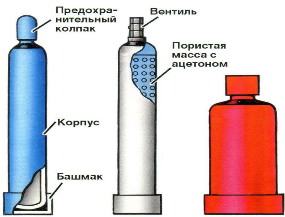 Предохра-
нительный
колпак
Вентиль
Пористая
масса с
ацетоном
Корпус
Башмак